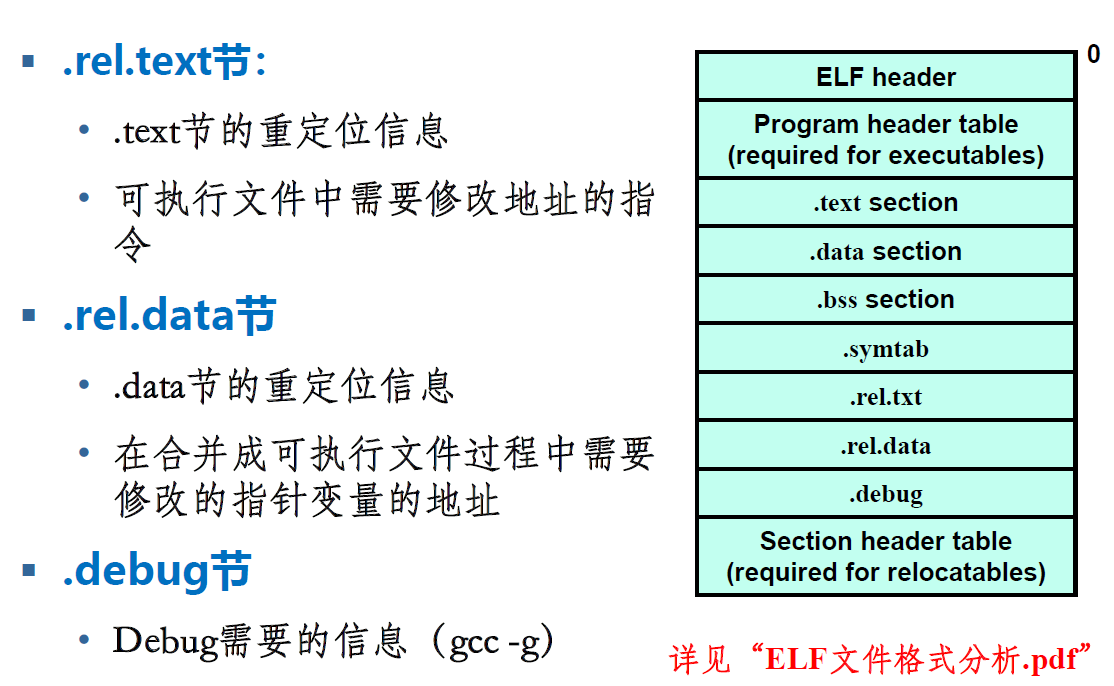 .rel.text节：
.text节的重定位信息
可执行文件中需要修改地址的指
令
.rel.data节
.data节的重定位信息
在合并成可执行文件过程中需要
修改的指针变量的地址
.debug节
Debug需要的信息（gcc -g）
0
ELF header
Program header table
(required for executables)
.text section
.data section
.bss section
.symtab
.rel.txt
.rel.data
.debug
Section header table
(required for relocatables)
详见“ELF文件格式分析.pdf”